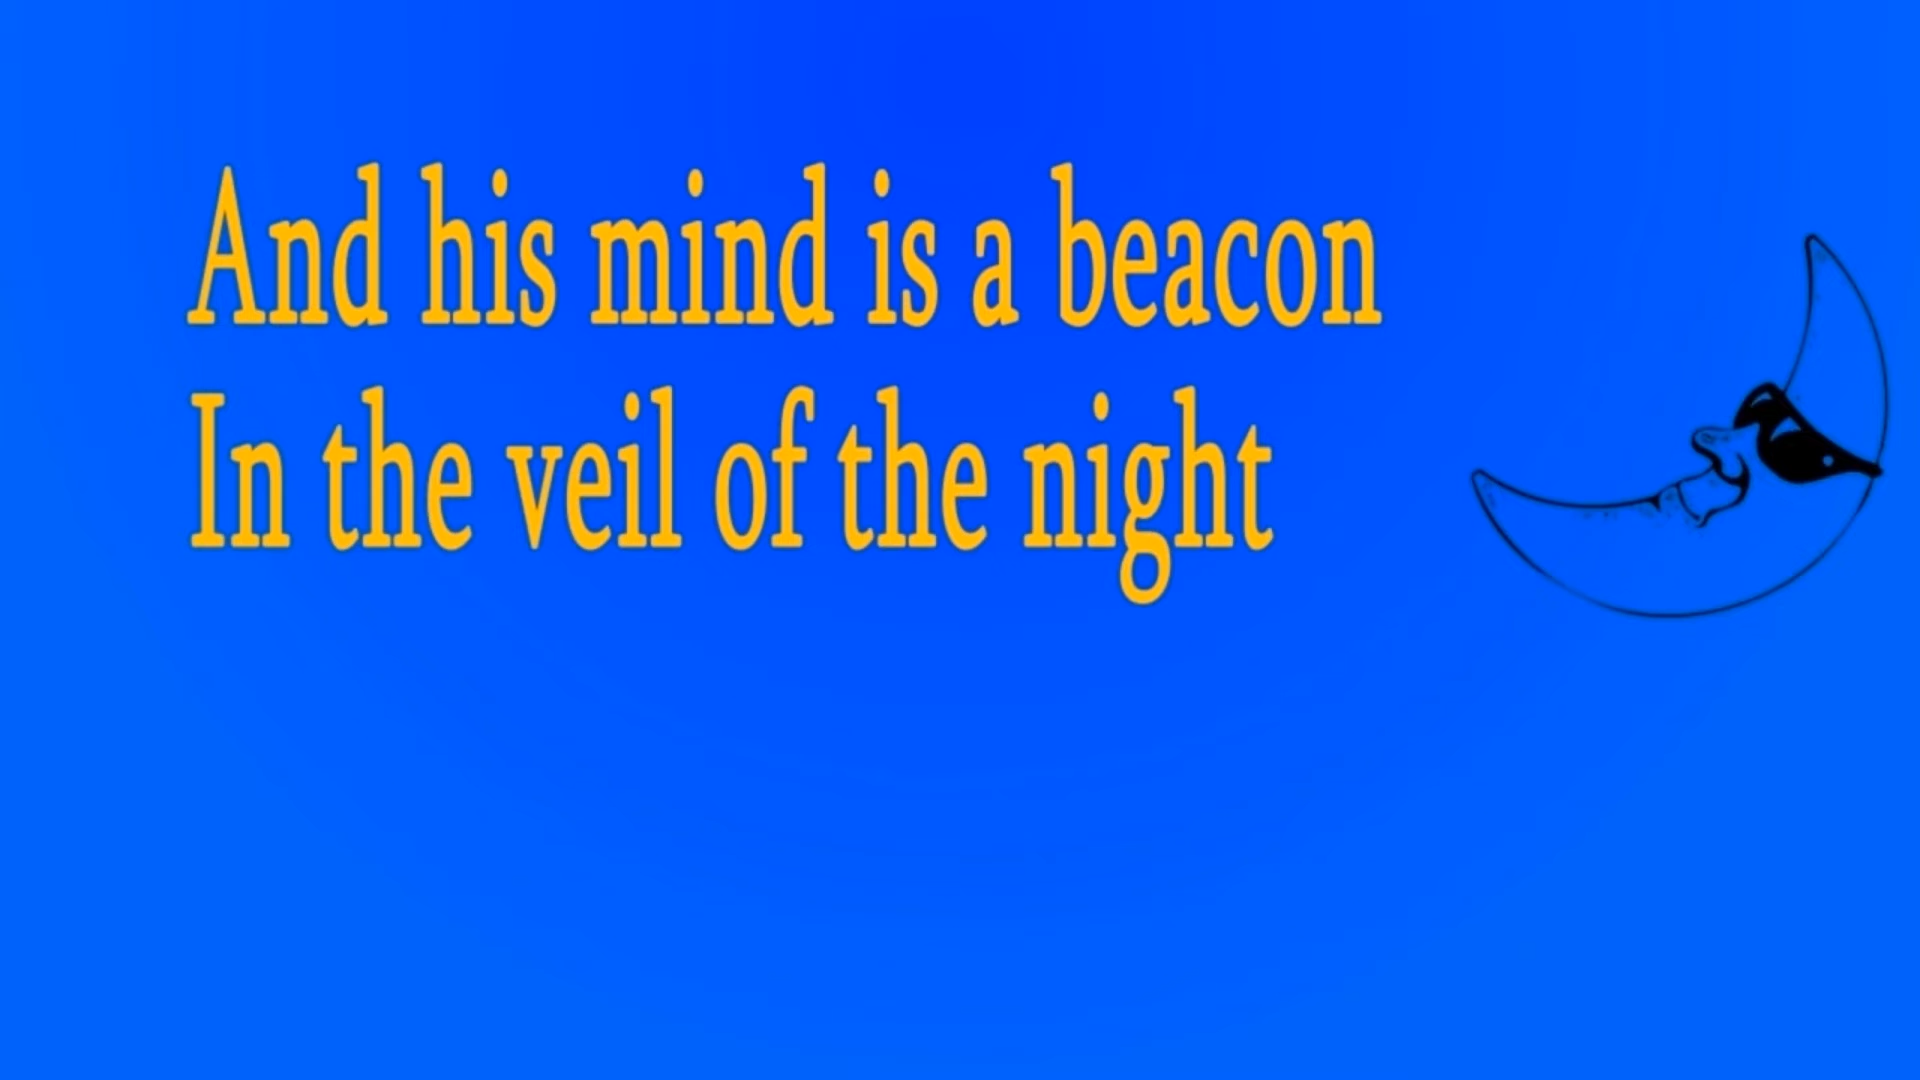 And his mind is a beacon
In the veil of the night